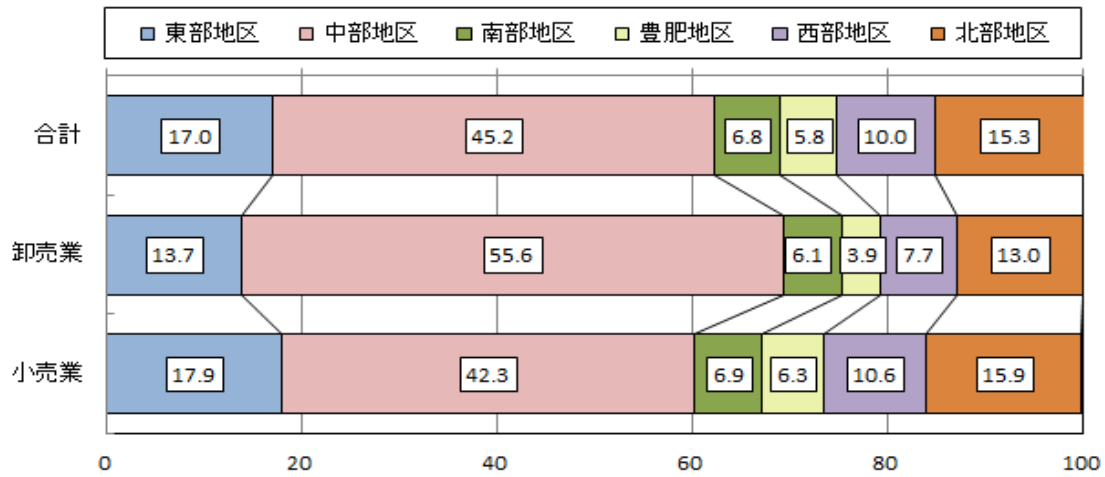 東部地区 中部地区 南部地区 豊肥地区 西部地区 北部地区
合計 17.0 45.2 6.8 5.8 10.0 15.3
卸売業 13.7 55.6 6.1 3.9 7.7 13.0
小売業 17.9 42.3 6.9 6.3 10.6 15.9
0 20 40 60 80 100